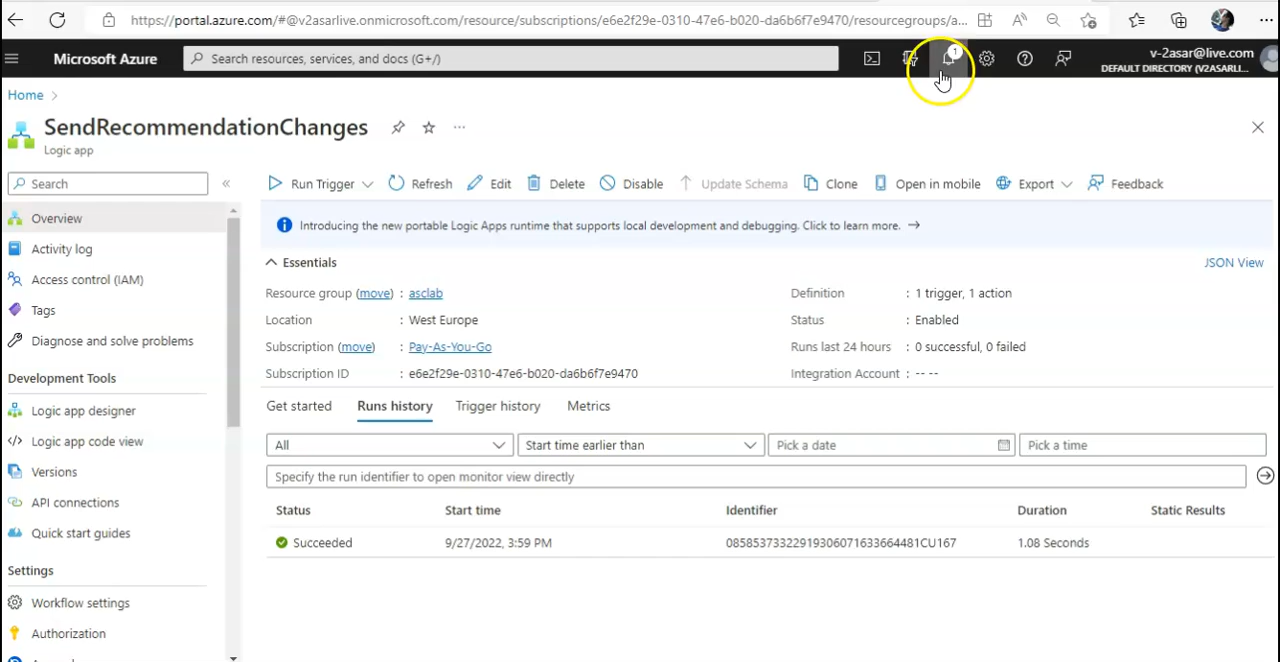 https://portal.azure.com/#@v2asarlive.onmicrosoft.com/resource/subscriptions/e6e2f29e-0310-47e6-b020-da6b6f7e9470/resourcegroups/a...
Microsoft Azure
Search resources, services, and docs (G+/)
1
v-2asar@live.com
DEFAULT DIRECTORY (V2ASARLI...
Home
SendRecommendationChanges
Logic app
Search
Run Trigger
Refresh
Edit
Delete
Disable
Update Schema
Clone
Open in mobile
Export
Feedback
Overview
Activity log
Access control (IAM)
Tags
Diagnose and solve problems
Development Tools
Logic app designer
Logic app code view
Versions
API connections
Quick start guides
Settings
Workflow settings
Authorization
Introducing the new portable Logic Apps runtime that supports local development and debugging. Click to learn more.
Essentials
JSON View
Resource group (move) : asclab
Location : West Europe
Subscription (move) : Pay-As-You-Go
Subscription ID : e6e2f29e-0310-47e6-b020-da6b6f7e9470
Definition : 1 trigger, 1 action
Status : Enabled
Runs last 24 hours : 0 successful, 0 failed
Integration Account : -- --
Get started
Runs history
Trigger history
Metrics
All
Start time earlier than
Pick a date
Pick a time
Specify the run identifier to open monitor view directly
Status Start time Identifier Duration Static Results
Succeeded 9/27/2022, 3:59 PM 08585373322919306071633664481CU167 1.08 Seconds